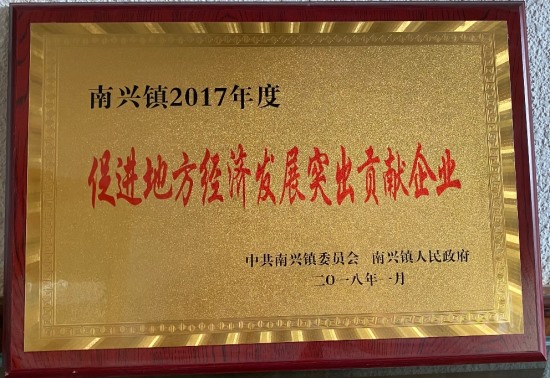 南兴镇2017年度
促进地方经济发展突出贡献企业
中共南兴镇委员会 南兴镇人民政府
二〇一八年一月